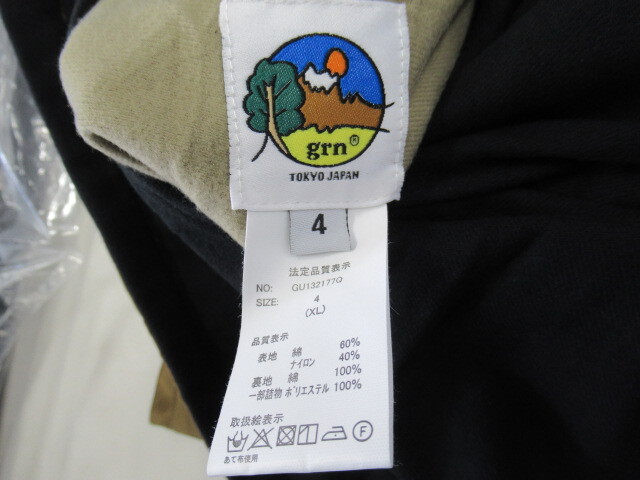 grn®
TOKYO JAPAN
4
法定品質表示
NO: GU132177Q
SIZE: 4
(XL)
品質表示
表地 綿 60%
ナイロン 40%
裏地 綿 100%
一部詰物 ポリエステル 100%
取扱絵表示
F
あて布使用